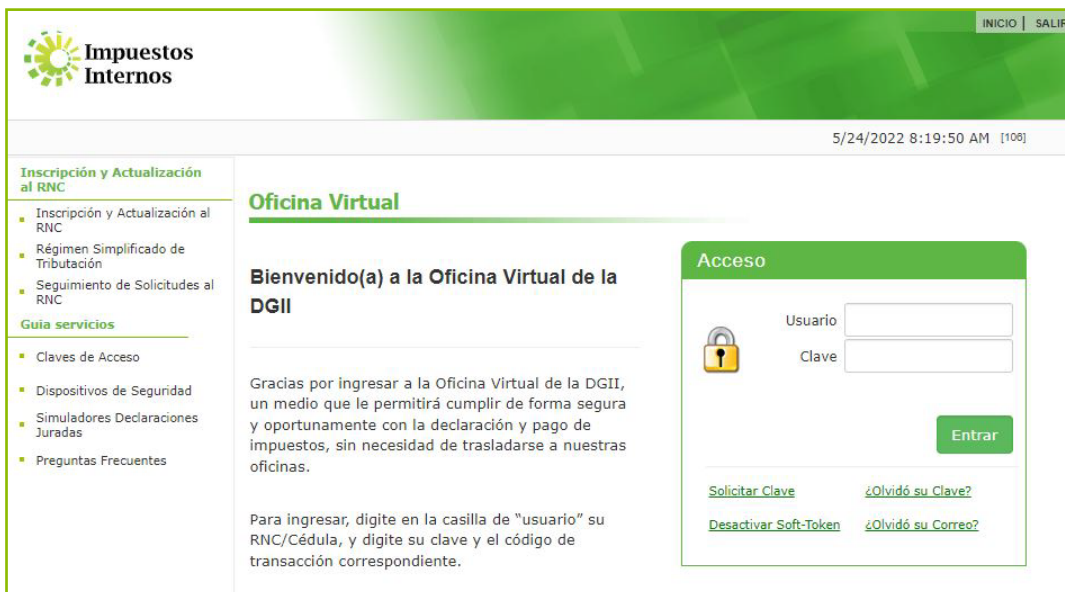 INICIO | SALIR
Impuestos
Internos
5/24/2022 8:19:50 AM [106]
Inscripción y Actualización
al RNC
Inscripción y Actualización al
RNC
Régimen Simplificado de
Tributación
Seguimiento de Solicitudes al
RNC
Guia servicios
Claves de Acceso
Dispositivos de Seguridad
Simuladores Declaraciones
Juradas
Preguntas Frecuentes
Oficina Virtual
Bienvenido(a) a la Oficina Virtual de la
DGII
Gracias por ingresar a la Oficina Virtual de la DGII,
un medio que le permitirá cumplir de forma segura
y oportunamente con la declaración y pago de
impuestos, sin necesidad de trasladarse a nuestras
oficinas.
Para ingresar, digite en la casilla de “usuario” su
RNC/Cédula, y digite su clave y el código de
transacción correspondiente.
Acceso
Usuario
Clave
Entrar
Solicitar Clave ¿Olvidó su Clave?
Desactivar Soft-Token ¿Olvidó su Correo?